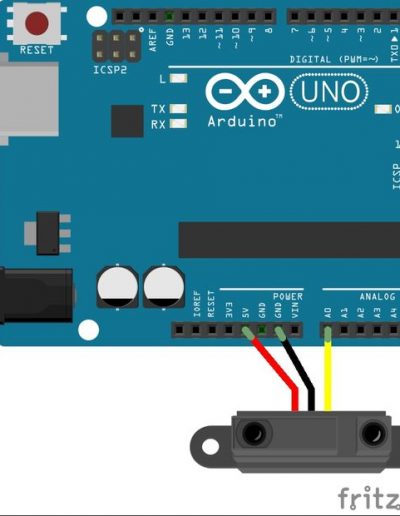 RESET
ICSP2
AREF
GND
13
12
~11
~10
~9
8
7
~6
~5
4
~3
2
TXO▲1
DIGITAL (PWM=~)
L
TX
RX
UNO
Arduino™
ICSP
1
POWER
ANALOG
IOREF
RESET
3V3
5V
GND
GND
VIN
A0
A1
A2
A3
A4
fritz